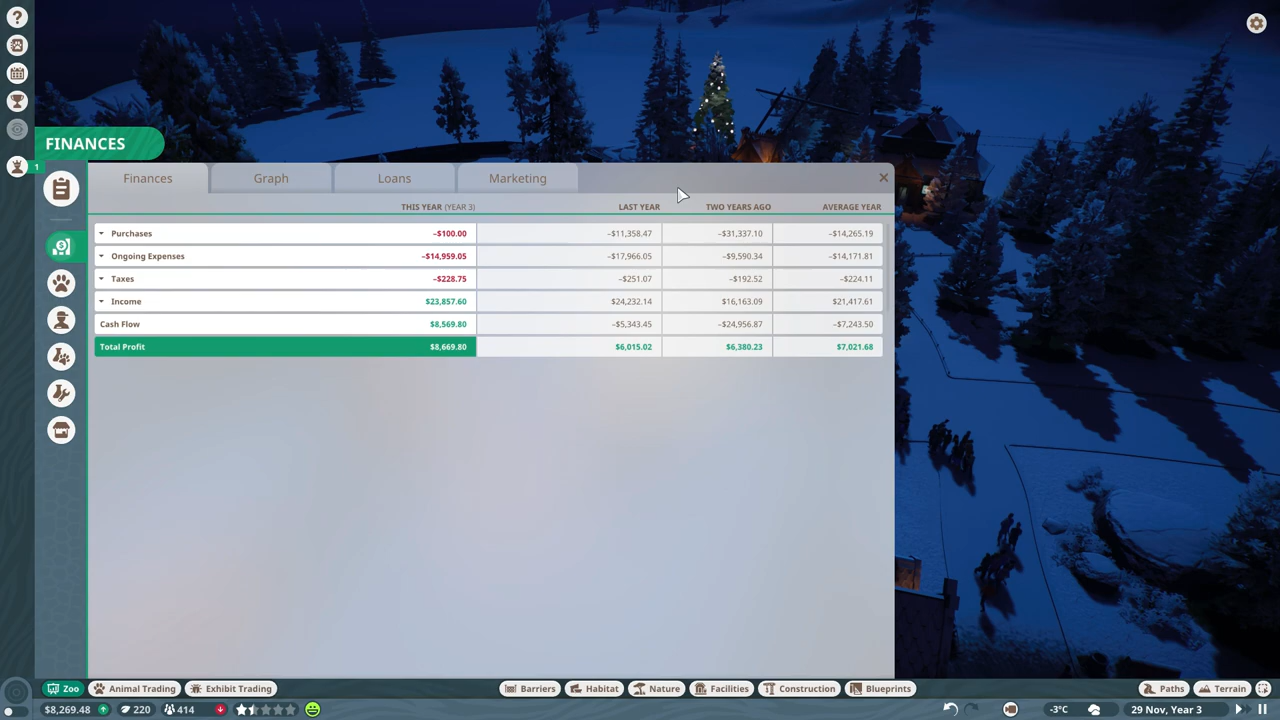 ?
1
FINANCES
Finances Graph Loans Marketing
THIS YEAR (YEAR 3) LAST YEAR TWO YEARS AGO AVERAGE YEAR
Purchases –$100.00 –$11,358.47 –$31,337.10 –$14,265.19
Ongoing Expenses –$14,959.05 –$17,966.05 –$9,590.34 –$14,171.81
Taxes –$228.75 –$251.07 –$192.52 –$224.11
Income $23,857.60 $24,232.14 $16,163.09 $21,417.61
Cash Flow $8,569.80 –$5,343.45 –$24,956.87 –$7,243.50
Total Profit $8,669.80 $6,015.02 $6,380.23 $7,021.68
Zoo Animal Trading Exhibit Trading Barriers Habitat Nature Facilities Construction Blueprints Paths Terrain
$8,269.48 220 414 -3°C 29 Nov, Year 3